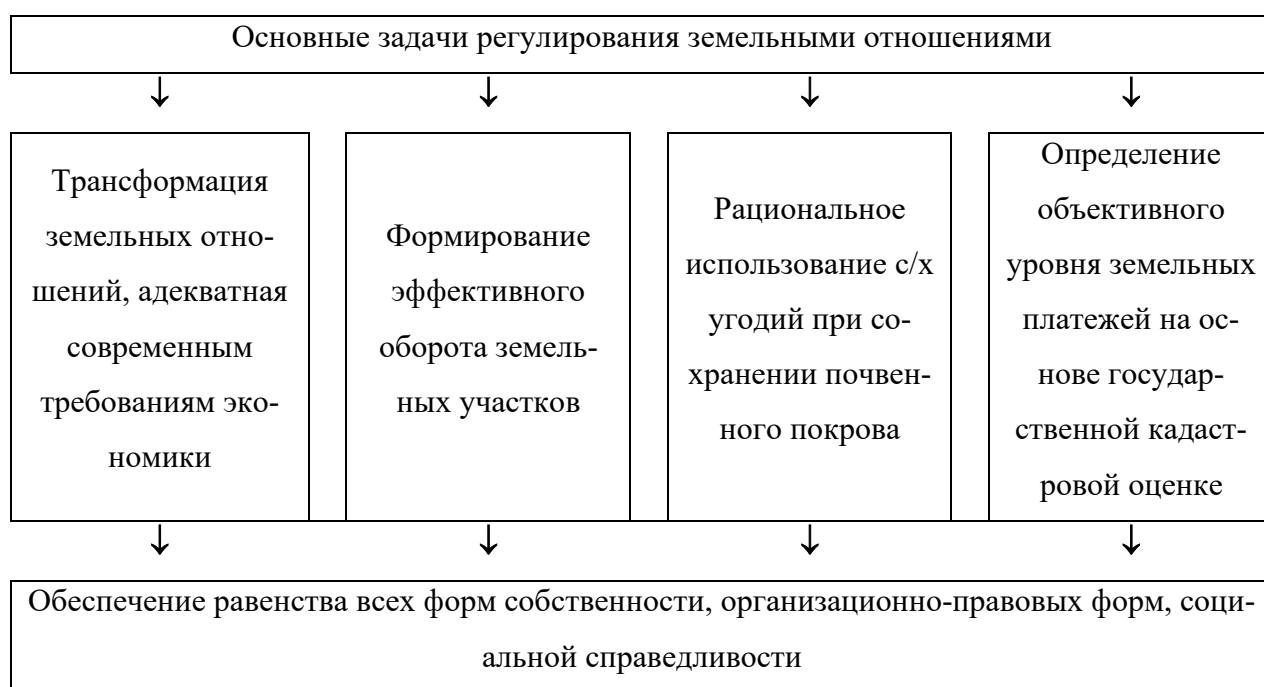 Основные задачи регулирования земельными отношениями
Трансформация
земельных отно-
шений, адекватная
современным
требованиям эко-
номики
Формирование
эффективного
оборота земель-
ных участков
Рациональное
использование с/х
угодий при со-
хранении почвен-
ного покрова
Определение
объективного
уровня земельных
платежей на ос-
нове государ-
ственной кадаст-
ровой оценке
Обеспечение равенства всех форм собственности, организационно-правовых форм, соци-
альной справедливости